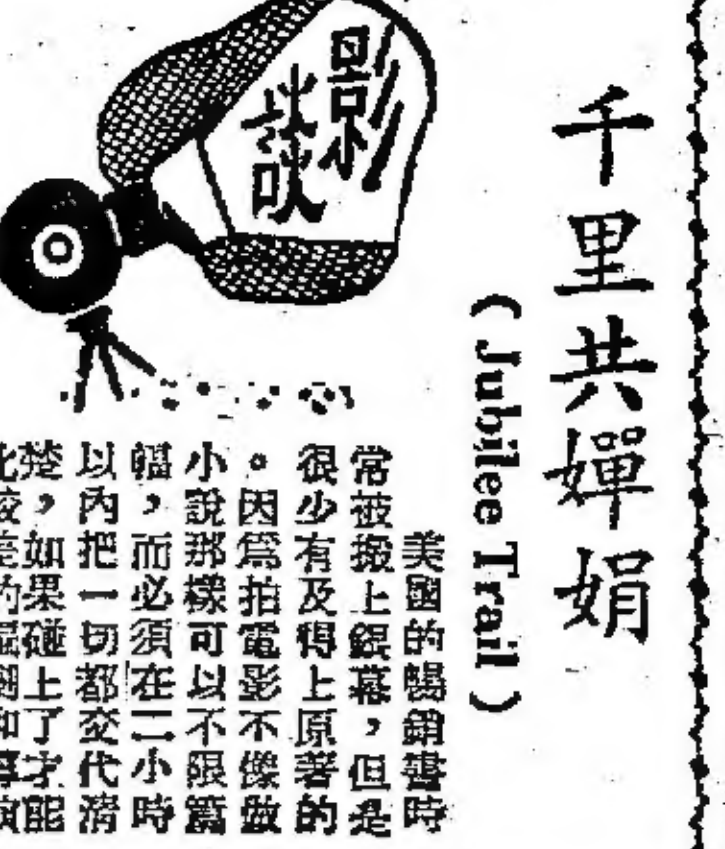 千里共嬋娟
( Jubilee Trail )
影談
美國的暢銷書時
常被搬上銀幕，但是
很少有及得上原著的
。因爲拍電影不像做
小說那樣可以不限篇
幅，而必須在二小時
以內把一切都交代清
楚，如果碰上了才能